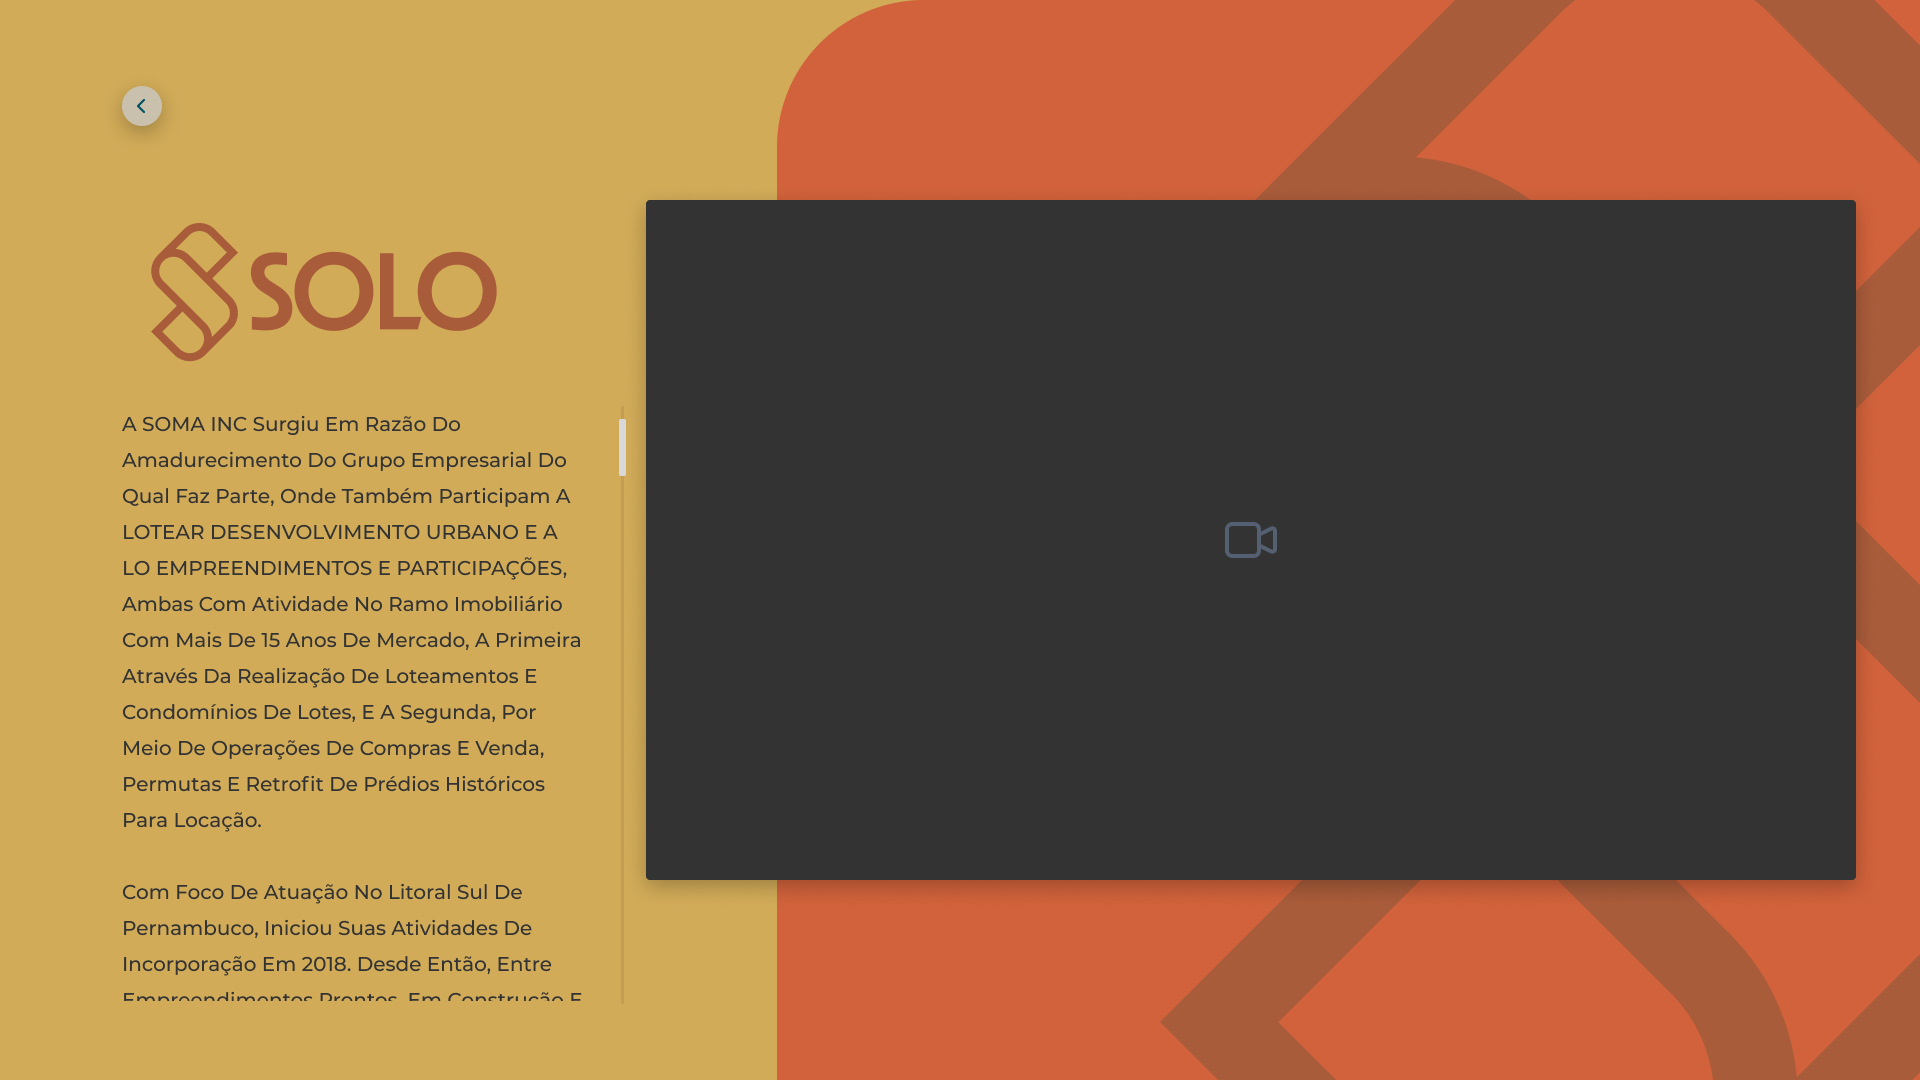 SOLO
A SOMA INC Surgiu Em Razão Do
Amadurecimento Do Grupo Empresarial Do
Qual Faz Parte, Onde Também Participam A
LOTEAR DESENVOLVIMENTO URBANO E A
LO EMPREENDIMENTOS E PARTICIPAÇÕES,
Ambas Com Atividade No Ramo Imobiliário
Com Mais De 15 Anos De Mercado, A Primeira
Através Da Realização De Loteamentos E
Condomínios De Lotes, E A Segunda, Por
Meio De Operações De Compras E Venda,
Permutas E Retrofit De Prédios Históricos
Para Locação.
Com Foco De Atuação No Litoral Sul De
Pernambuco, Iniciou Suas Atividades De
Incorporação Em 2018. Desde Então, Entre
Empreendimentos Prontos, Em Construção E